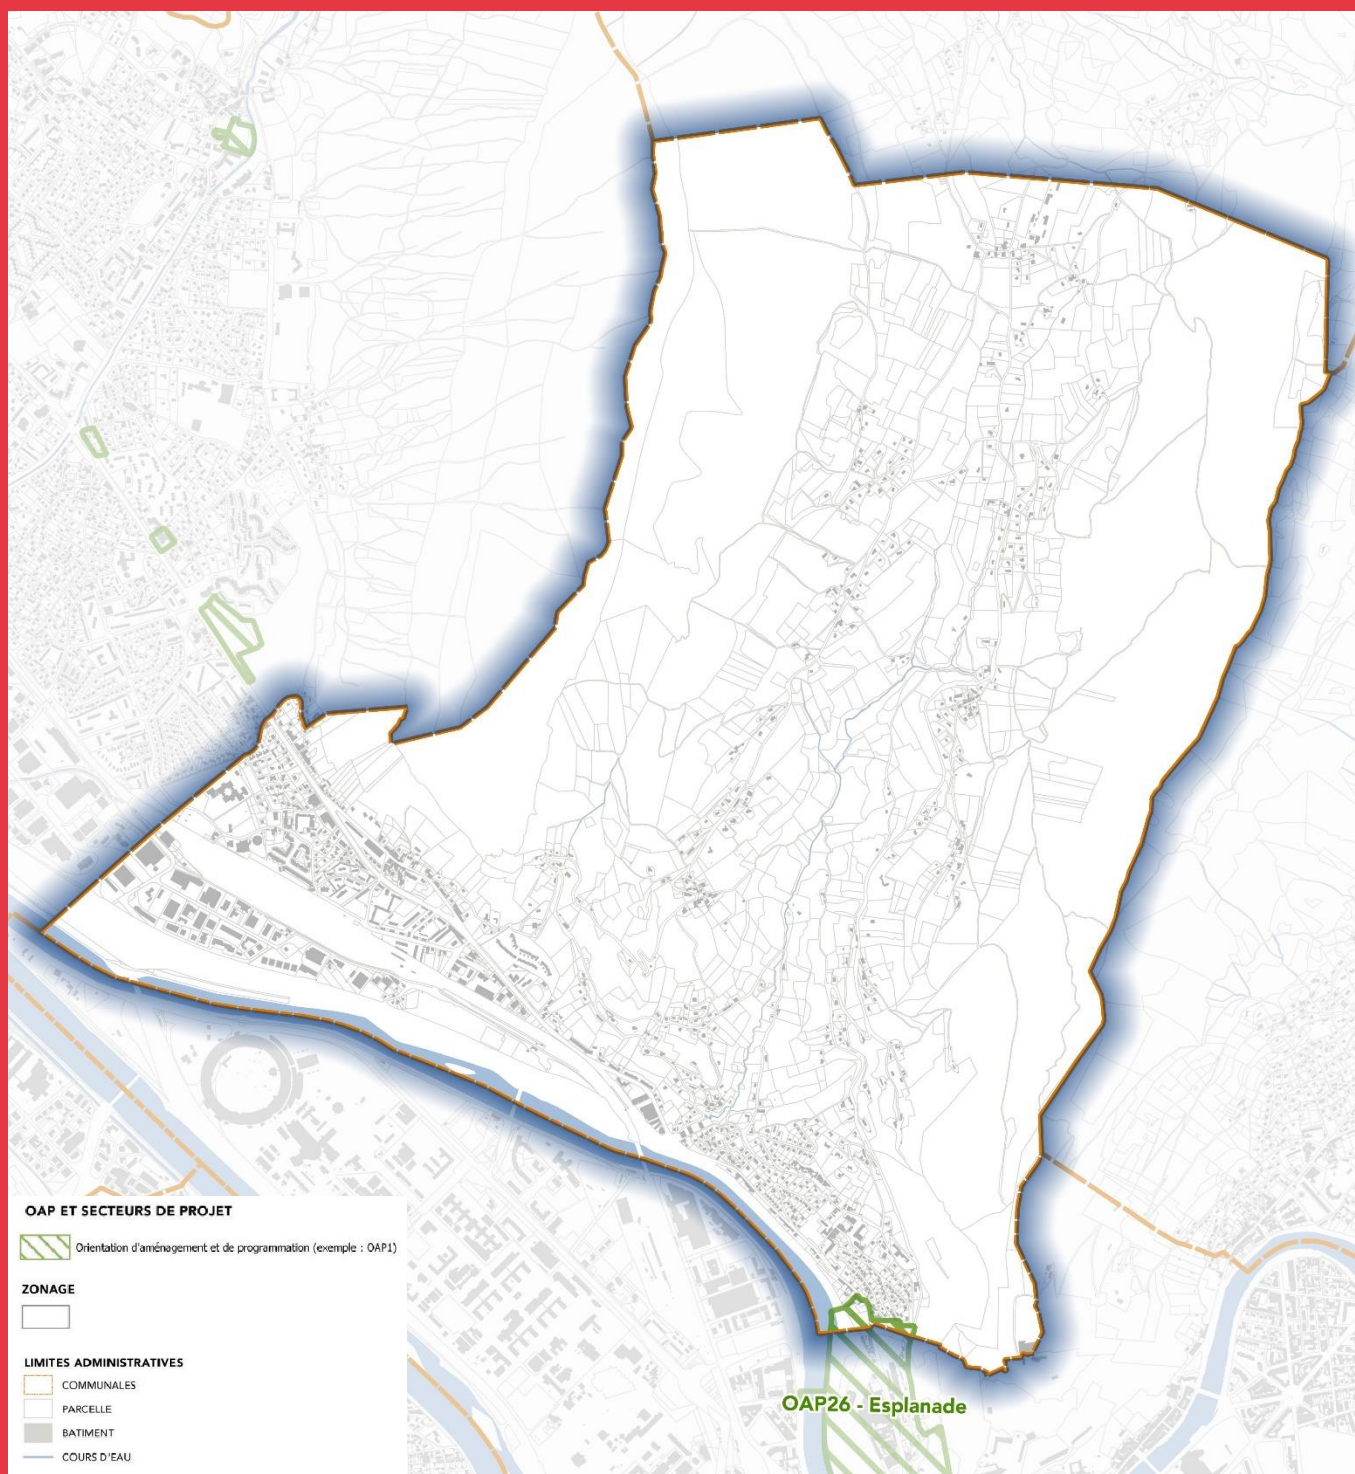 OAP26 - Esplanade
OAP ET SECTEURS DE PROJET
Orientation d'aménagement et de programmation (exemple : OAP1)
ZONAGE
LIMITES ADMINISTRATIVES
COMMUNALES
PARCELLE
BATIMENT
COURS D'EAU